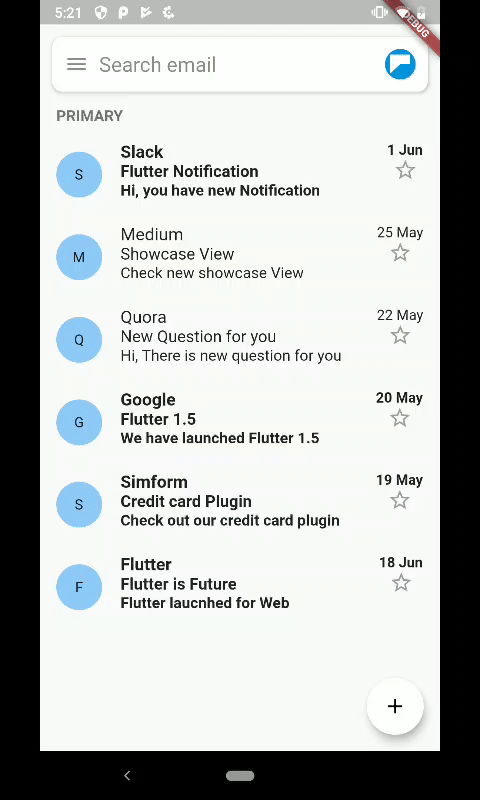 5:21
DEBUG
Search email
PRIMARY
S
Slack
1 Jun
Flutter Notification
Hi, you have new Notification
M
Medium
25 May
Showcase View
Check new showcase View
Q
Quora
22 May
New Question for you
Hi, There is new question for you
G
Google
20 May
Flutter 1.5
We have launched Flutter 1.5
S
Simform
19 May
Credit card Plugin
Check out our credit card plugin
F
Flutter
18 Jun
Flutter is Future
Flutter laucnhed for Web